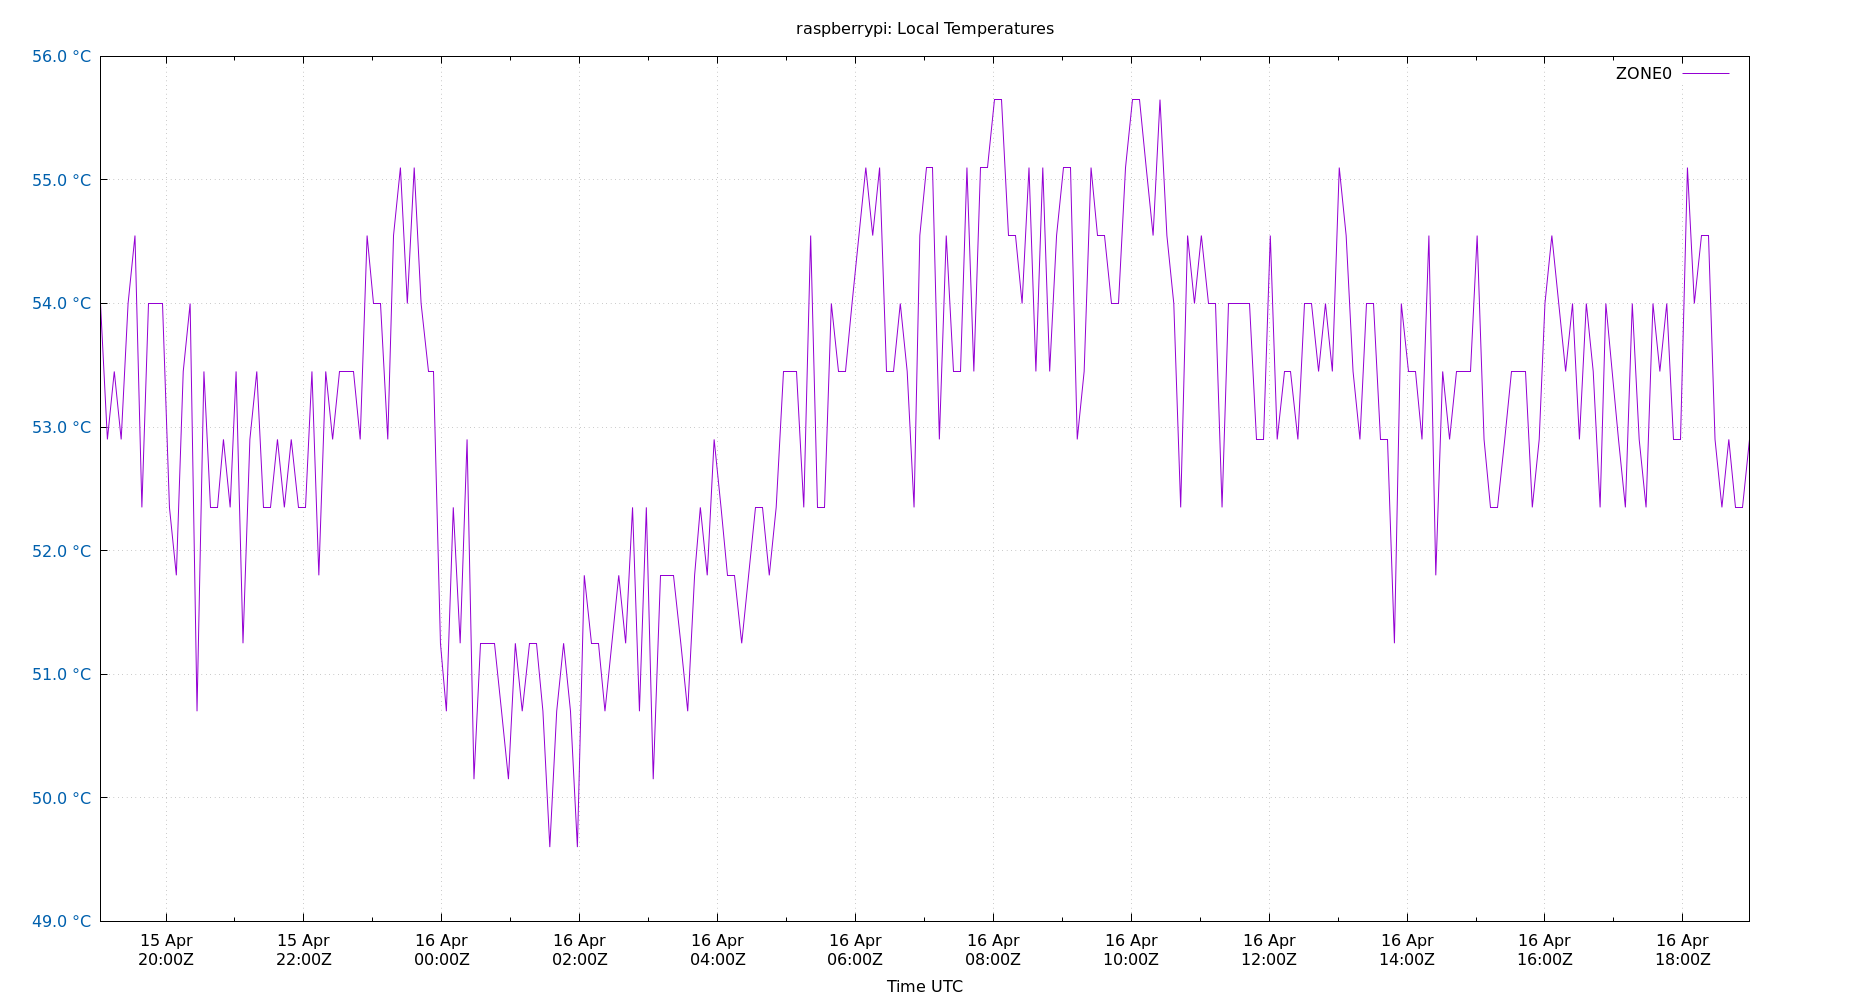 raspberrypi: Local Temperatures
56.0 °C
55.0 °C
54.0 °C
53.0 °C
52.0 °C
51.0 °C
50.0 °C
49.0 °C
ZONE0
15 Apr
20:00Z
15 Apr
22:00Z
16 Apr
00:00Z
16 Apr
02:00Z
16 Apr
04:00Z
16 Apr
06:00Z
16 Apr
08:00Z
16 Apr
10:00Z
16 Apr
12:00Z
16 Apr
14:00Z
16 Apr
16:00Z
16 Apr
18:00Z
Time UTC